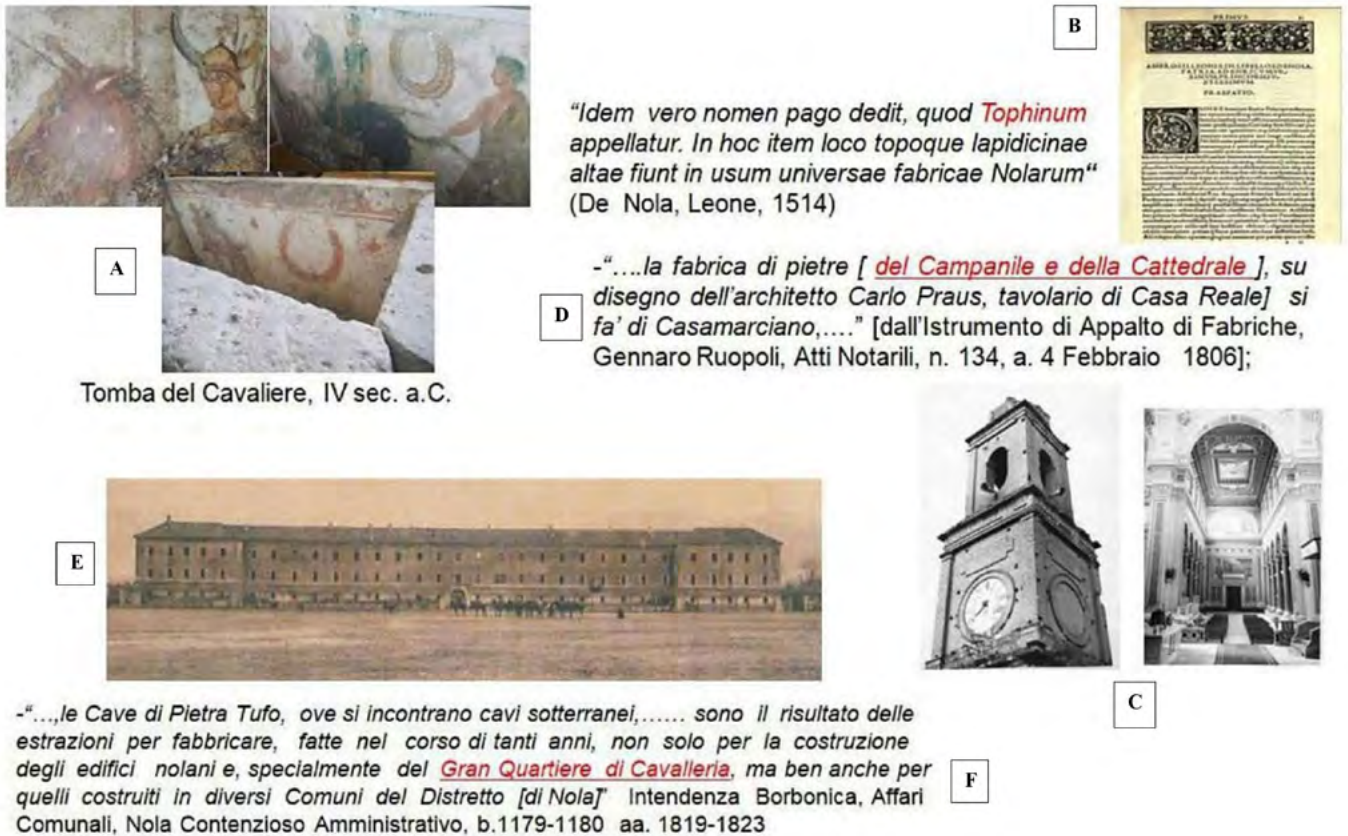 B
PRIMVS
"Idem vero nomen pago dedit, quod Tophinum
appellatur. In hoc item loco topoque lapidicinae
altae fiunt in usum universae fabricae Nolarum"
(De Nola, Leone, 1514)
A
Tomba del Cavaliere, IV sec. a.C.
D
-"....la fabrica di pietre [ del Campanile e della Cattedrale ], su
disegno dell'architetto Carlo Praus, tavolario di Casa Reale] si
fa' di Casamarciano,...." [dall'Istrumento di Appalto di Fabriche,
Gennaro Ruopoli, Atti Notarili, n. 134, a. 4 Febbraio 1806];
E
C
-"...,le Cave di Pietra Tufo, ove si incontrano cavi sotterranei,...... sono il risultato delle
estrazioni per fabbricare, fatte nel corso di tanti anni, non solo per la costruzione
degli edifici nolani e, specialmente del Gran Quartiere di Cavalleria, ma ben anche per
quelli costruiti in diversi Comuni del Distretto [di Nola]" Intendenza Borbonica, Affari
Comunali, Nola Contenzioso Amministrativo, b.1179-1180 aa. 1819-1823
F